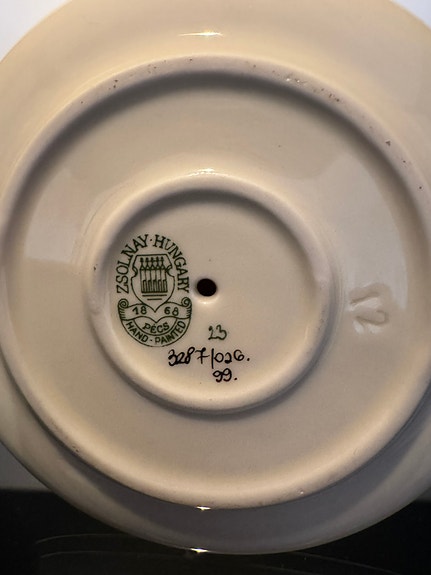 ZSOLNAY·HUNGARY
18 68
PÉCS
HAND-PAINTED
23
3287/026.
99.